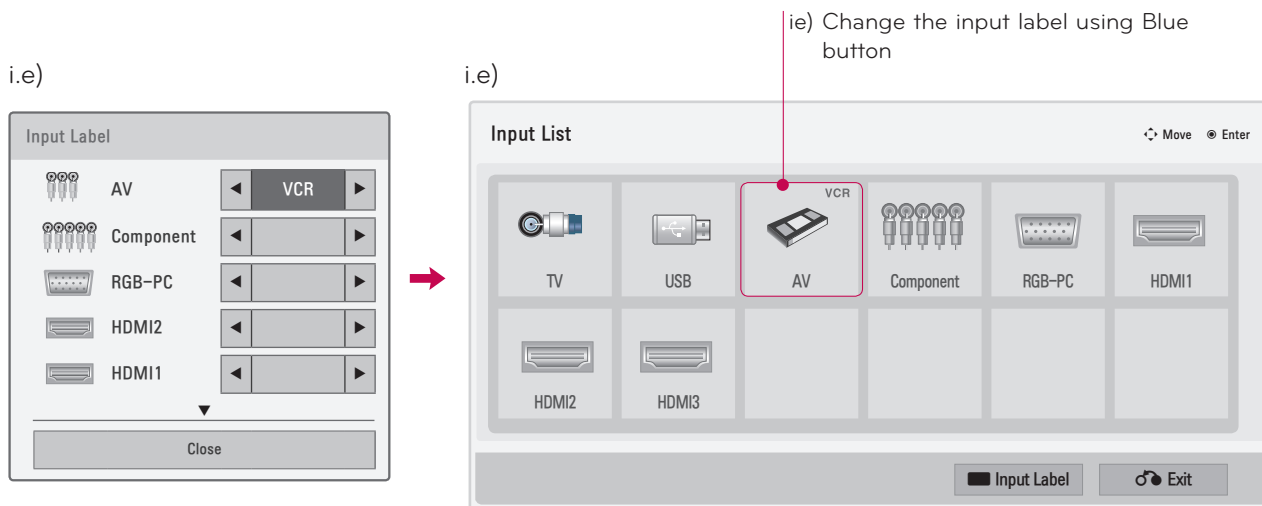 ie) Change the input label using Blue
button
i.e)
Input Label
AV
VCR
Component
RGB-PC
HDMI2
HDMI1
Close
i.e)
Input List
Move
Enter
TV
USB
VCR
AV
Component
RGB-PC
HDMI1
HDMI2
HDMI3
Input Label
Exit